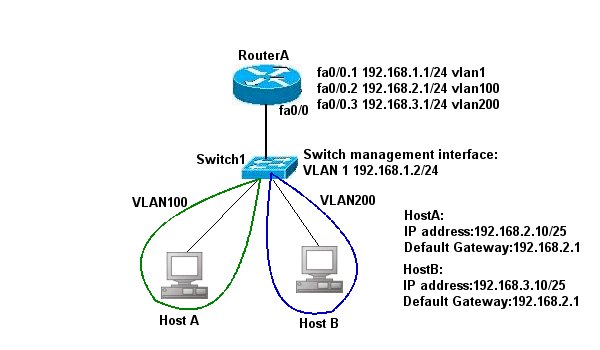 RouterA
fa0/0.1 192.168.1.1/24 vlan1
fa0/0.2 192.168.2.1/24 vlan100
fa0/0.3 192.168.3.1/24 vlan200
fa0/0
Switch1
Switch management interface:
VLAN 1 192.168.1.2/24
VLAN100
VLAN200
HostA:
IP address:192.168.2.10/25
Default Gateway:192.168.2.1
HostB:
IP address:192.168.3.10/25
Default Gateway:192.168.2.1
Host A
Host B